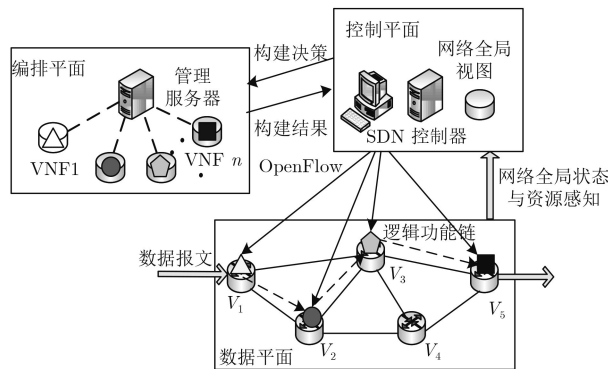 编排平面
管理
服务器
VNF1
VNF n
构建决策
构建结果
控制平面
网络全局
视图
SDN 控制器
OpenFlow
网络全局状态
与资源感知
数据报文
逻辑功能链
V1
V2
V3
V4
V5
数据平面